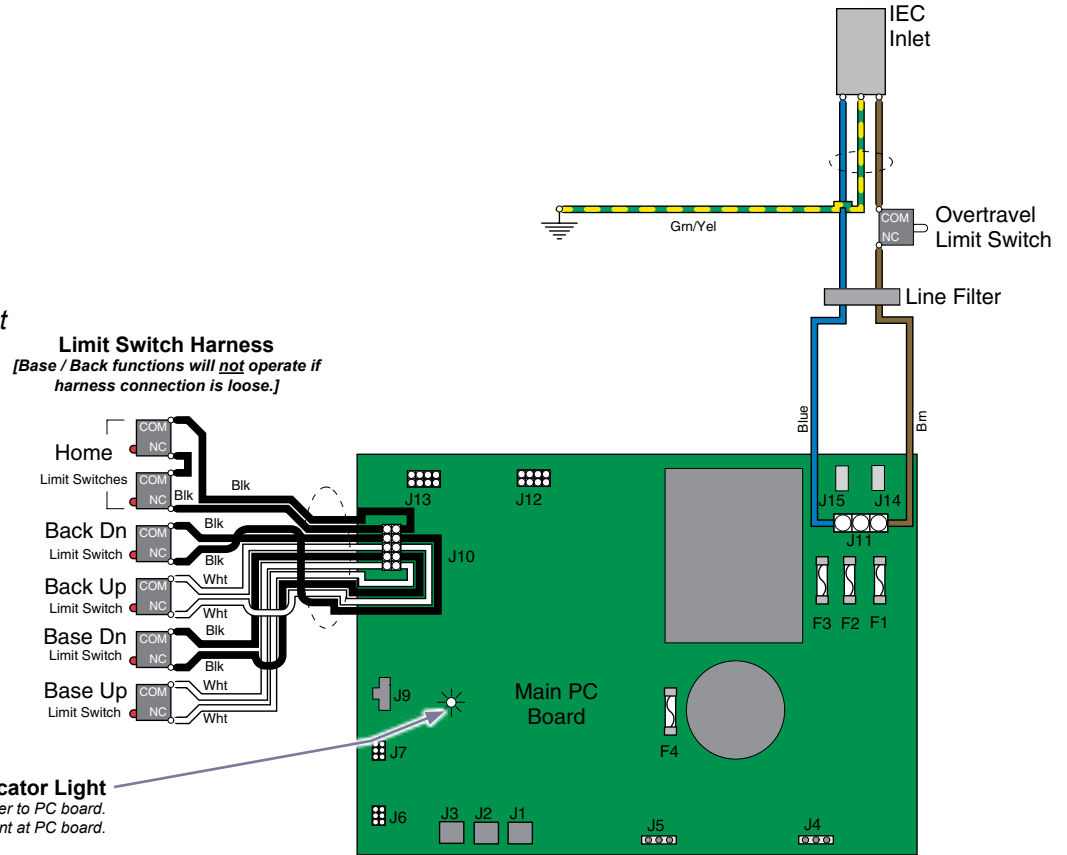 IEC
Inlet
COM
NC
Overtravel
Limit Switch
Grn/Yel
Line Filter
t
Limit Switch Harness
[Base / Back functions will not operate if
harness connection is loose.]
Blue
Brn
COM
NC
Home
Limit Switches
COM
NC
Blk
Blk
Back Dn
Limit Switch
COM
NC
Blk
Blk
Back Up
Limit Switch
COM
NC
Wht
Wht
Base Dn
Limit Switch
COM
NC
Blk
Blk
Base Up
Limit Switch
COM
NC
Wht
Wht
J13
J12
J15
J14
J11
J10
F3
F2
F1
J9
Main PC
Board
F4
J7
cator Light
er to PC board.
nt at PC board.
J6
J3
J2
J1
J5
J4